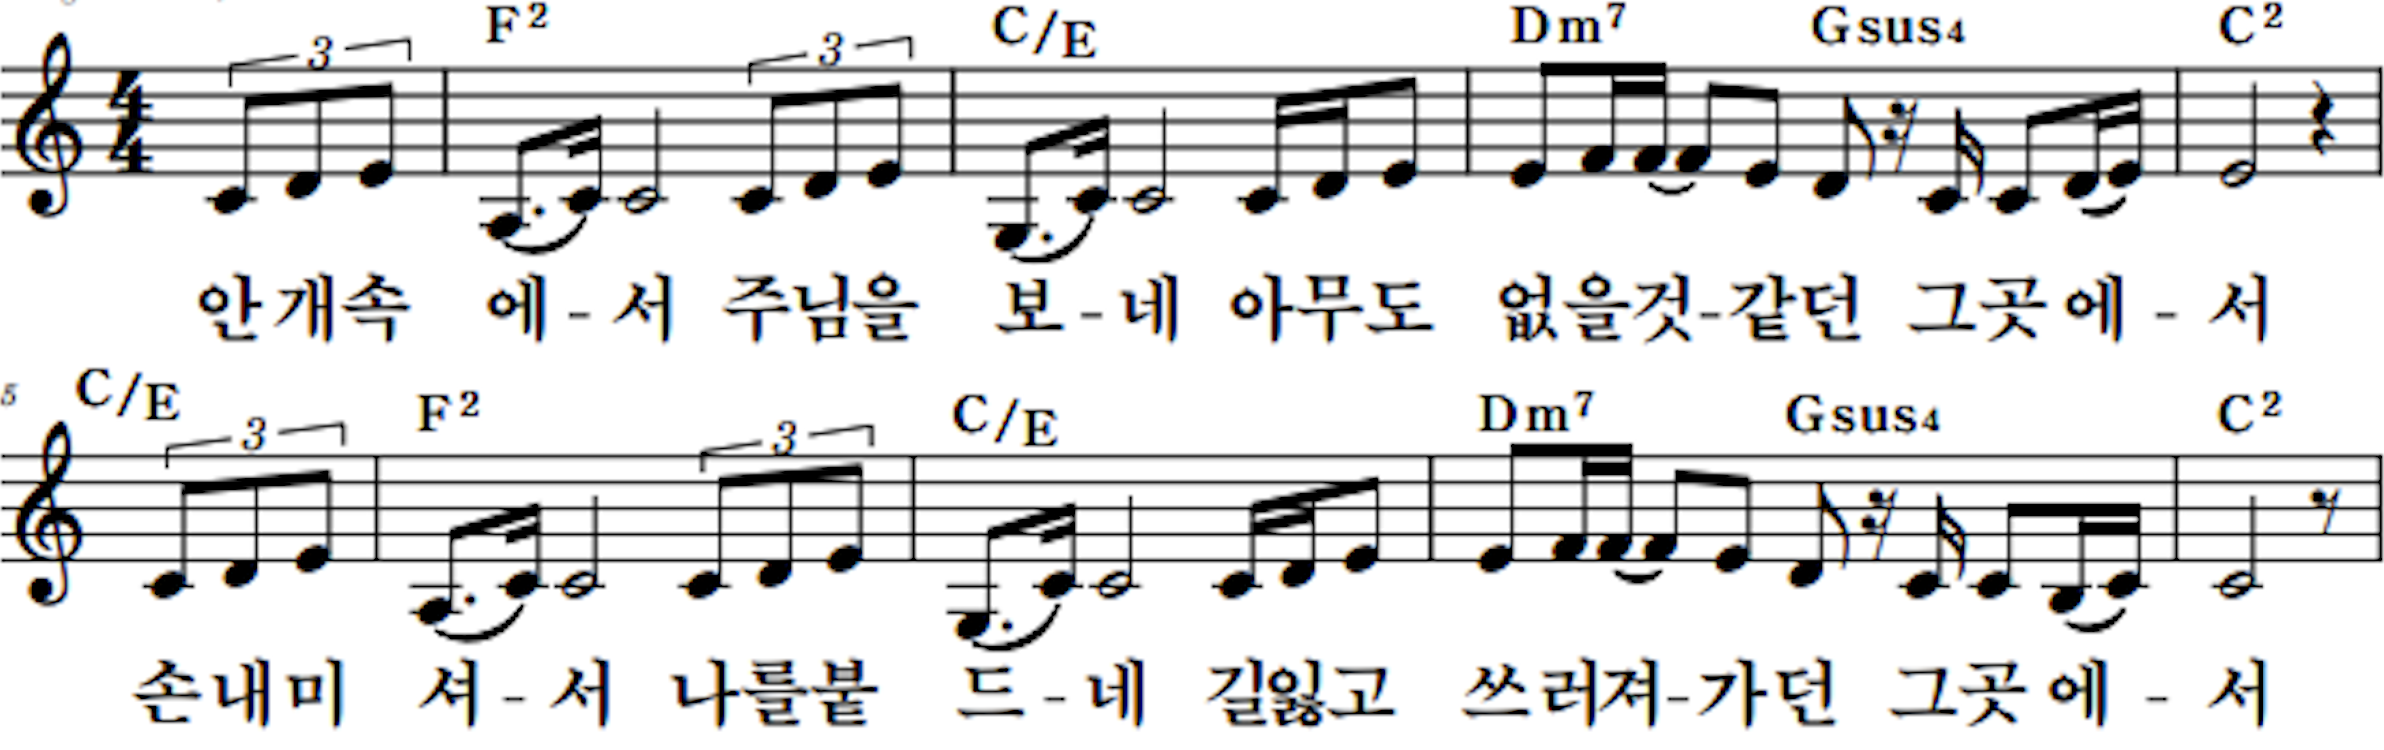 3 F2 3 C/E Dm7 Gsus4 C2
안개속 에-서 주님을 보-네 아무도 없을것-같던 그곳에-서
5 C/E 3 F2 3 C/E Dm7 Gsus4 C2
손내미 셔-서 나를붙 드-네 길잃고 쓰러져-가던 그곳에-서